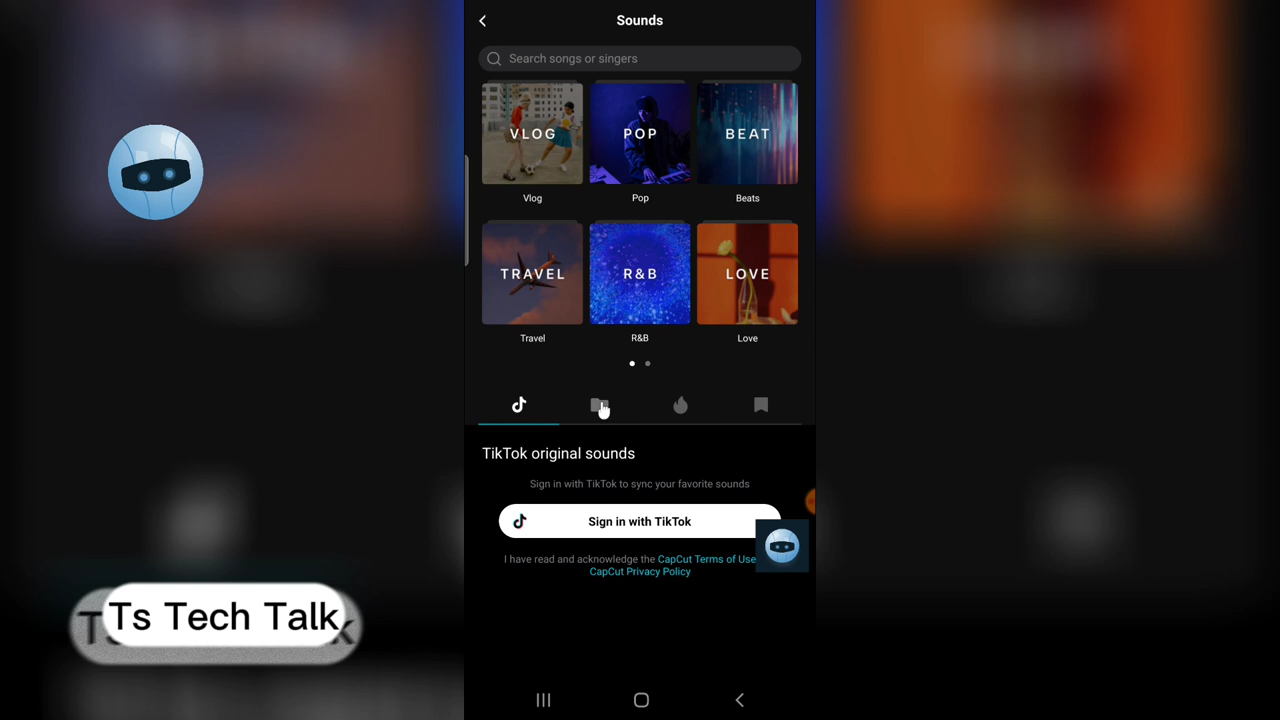 Sounds
Search songs or singers
VLOG
POP
BEAT
Vlog
Pop
Beats
TRAVEL
R&B
LOVE
Travel
R&B
Love
TikTok original sounds
Sign in with TikTok to sync your favorite sounds
Sign in with TikTok
I have read and acknowledge the CapCut Terms of Use
CapCut Privacy Policy
Ts Tech Talk